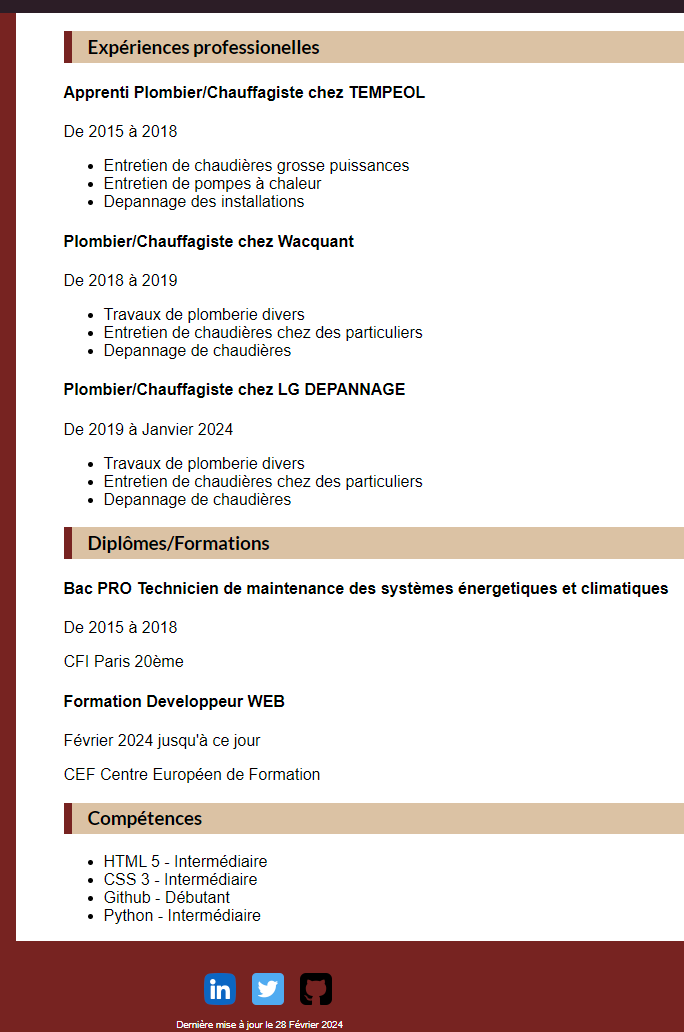 Expériences professionelles
Apprenti Plombier/Chauffagiste chez TEMPEOL
De 2015 à 2018
Entretien de chaudières grosse puissances
Entretien de pompes à chaleur
Depannage des installations
Plombier/Chauffagiste chez Wacquant
De 2018 à 2019
Travaux de plomberie divers
Entretien de chaudières chez des particuliers
Depannage de chaudières
Plombier/Chauffagiste chez LG DEPANNAGE
De 2019 à Janvier 2024
Travaux de plomberie divers
Entretien de chaudières chez des particuliers
Depannage de chaudières
Diplômes/Formations
Bac PRO Technicien de maintenance des systèmes énergetiques et climatiques
De 2015 à 2018
CFI Paris 20ème
Formation Developpeur WEB
Février 2024 jusqu'à ce jour
CEF Centre Européen de Formation
Compétences
HTML 5 - Intermédiaire
CSS 3 - Intermédiaire
Github - Débutant
Python - Intermédiaire
in
Dernière mise à jour le 28 Février 2024